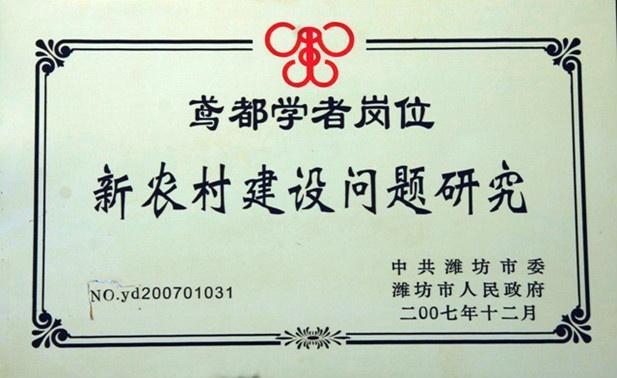 鸢都学者岗位
新农村建设问题研究
中共潍坊市委
NO.yd200701031
潍坊市人民政府
二00七年十二月